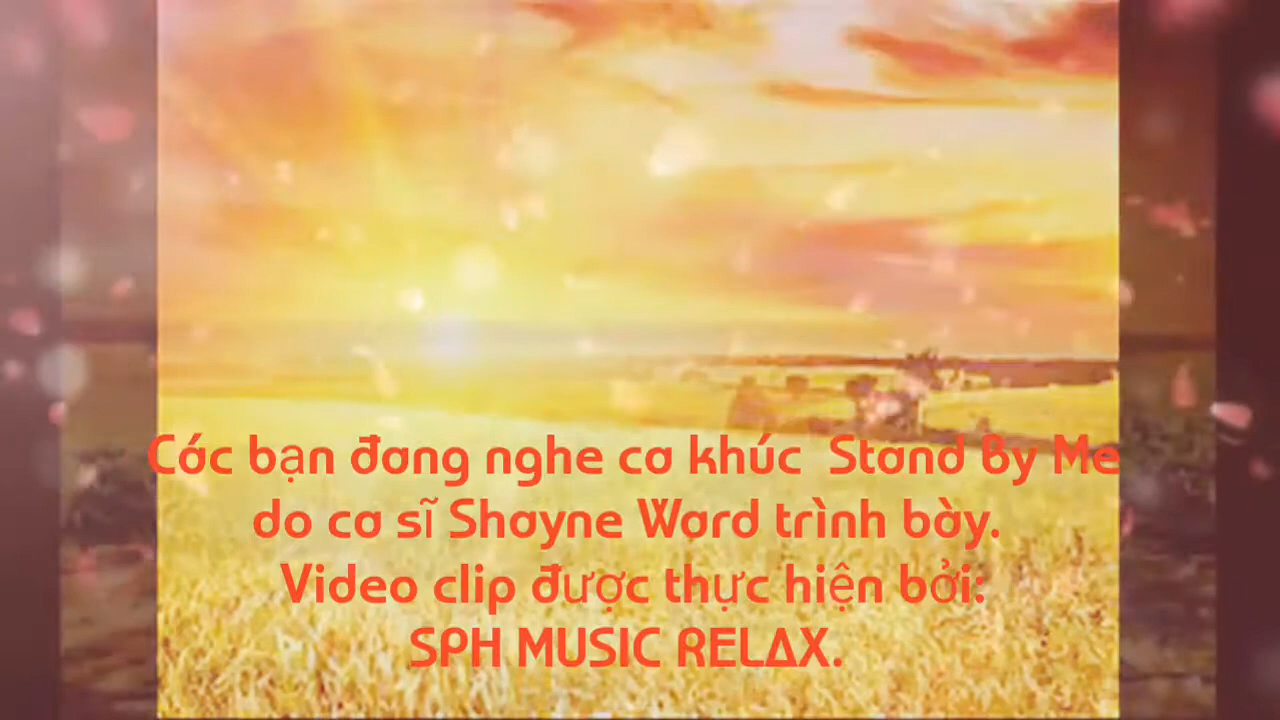 Các bạn đang nghe ca khúc Stand By Me
do ca sĩ Shayne Ward trình bày.
Video clip được thực hiện bởi:
SPH MUSIC RELAX.